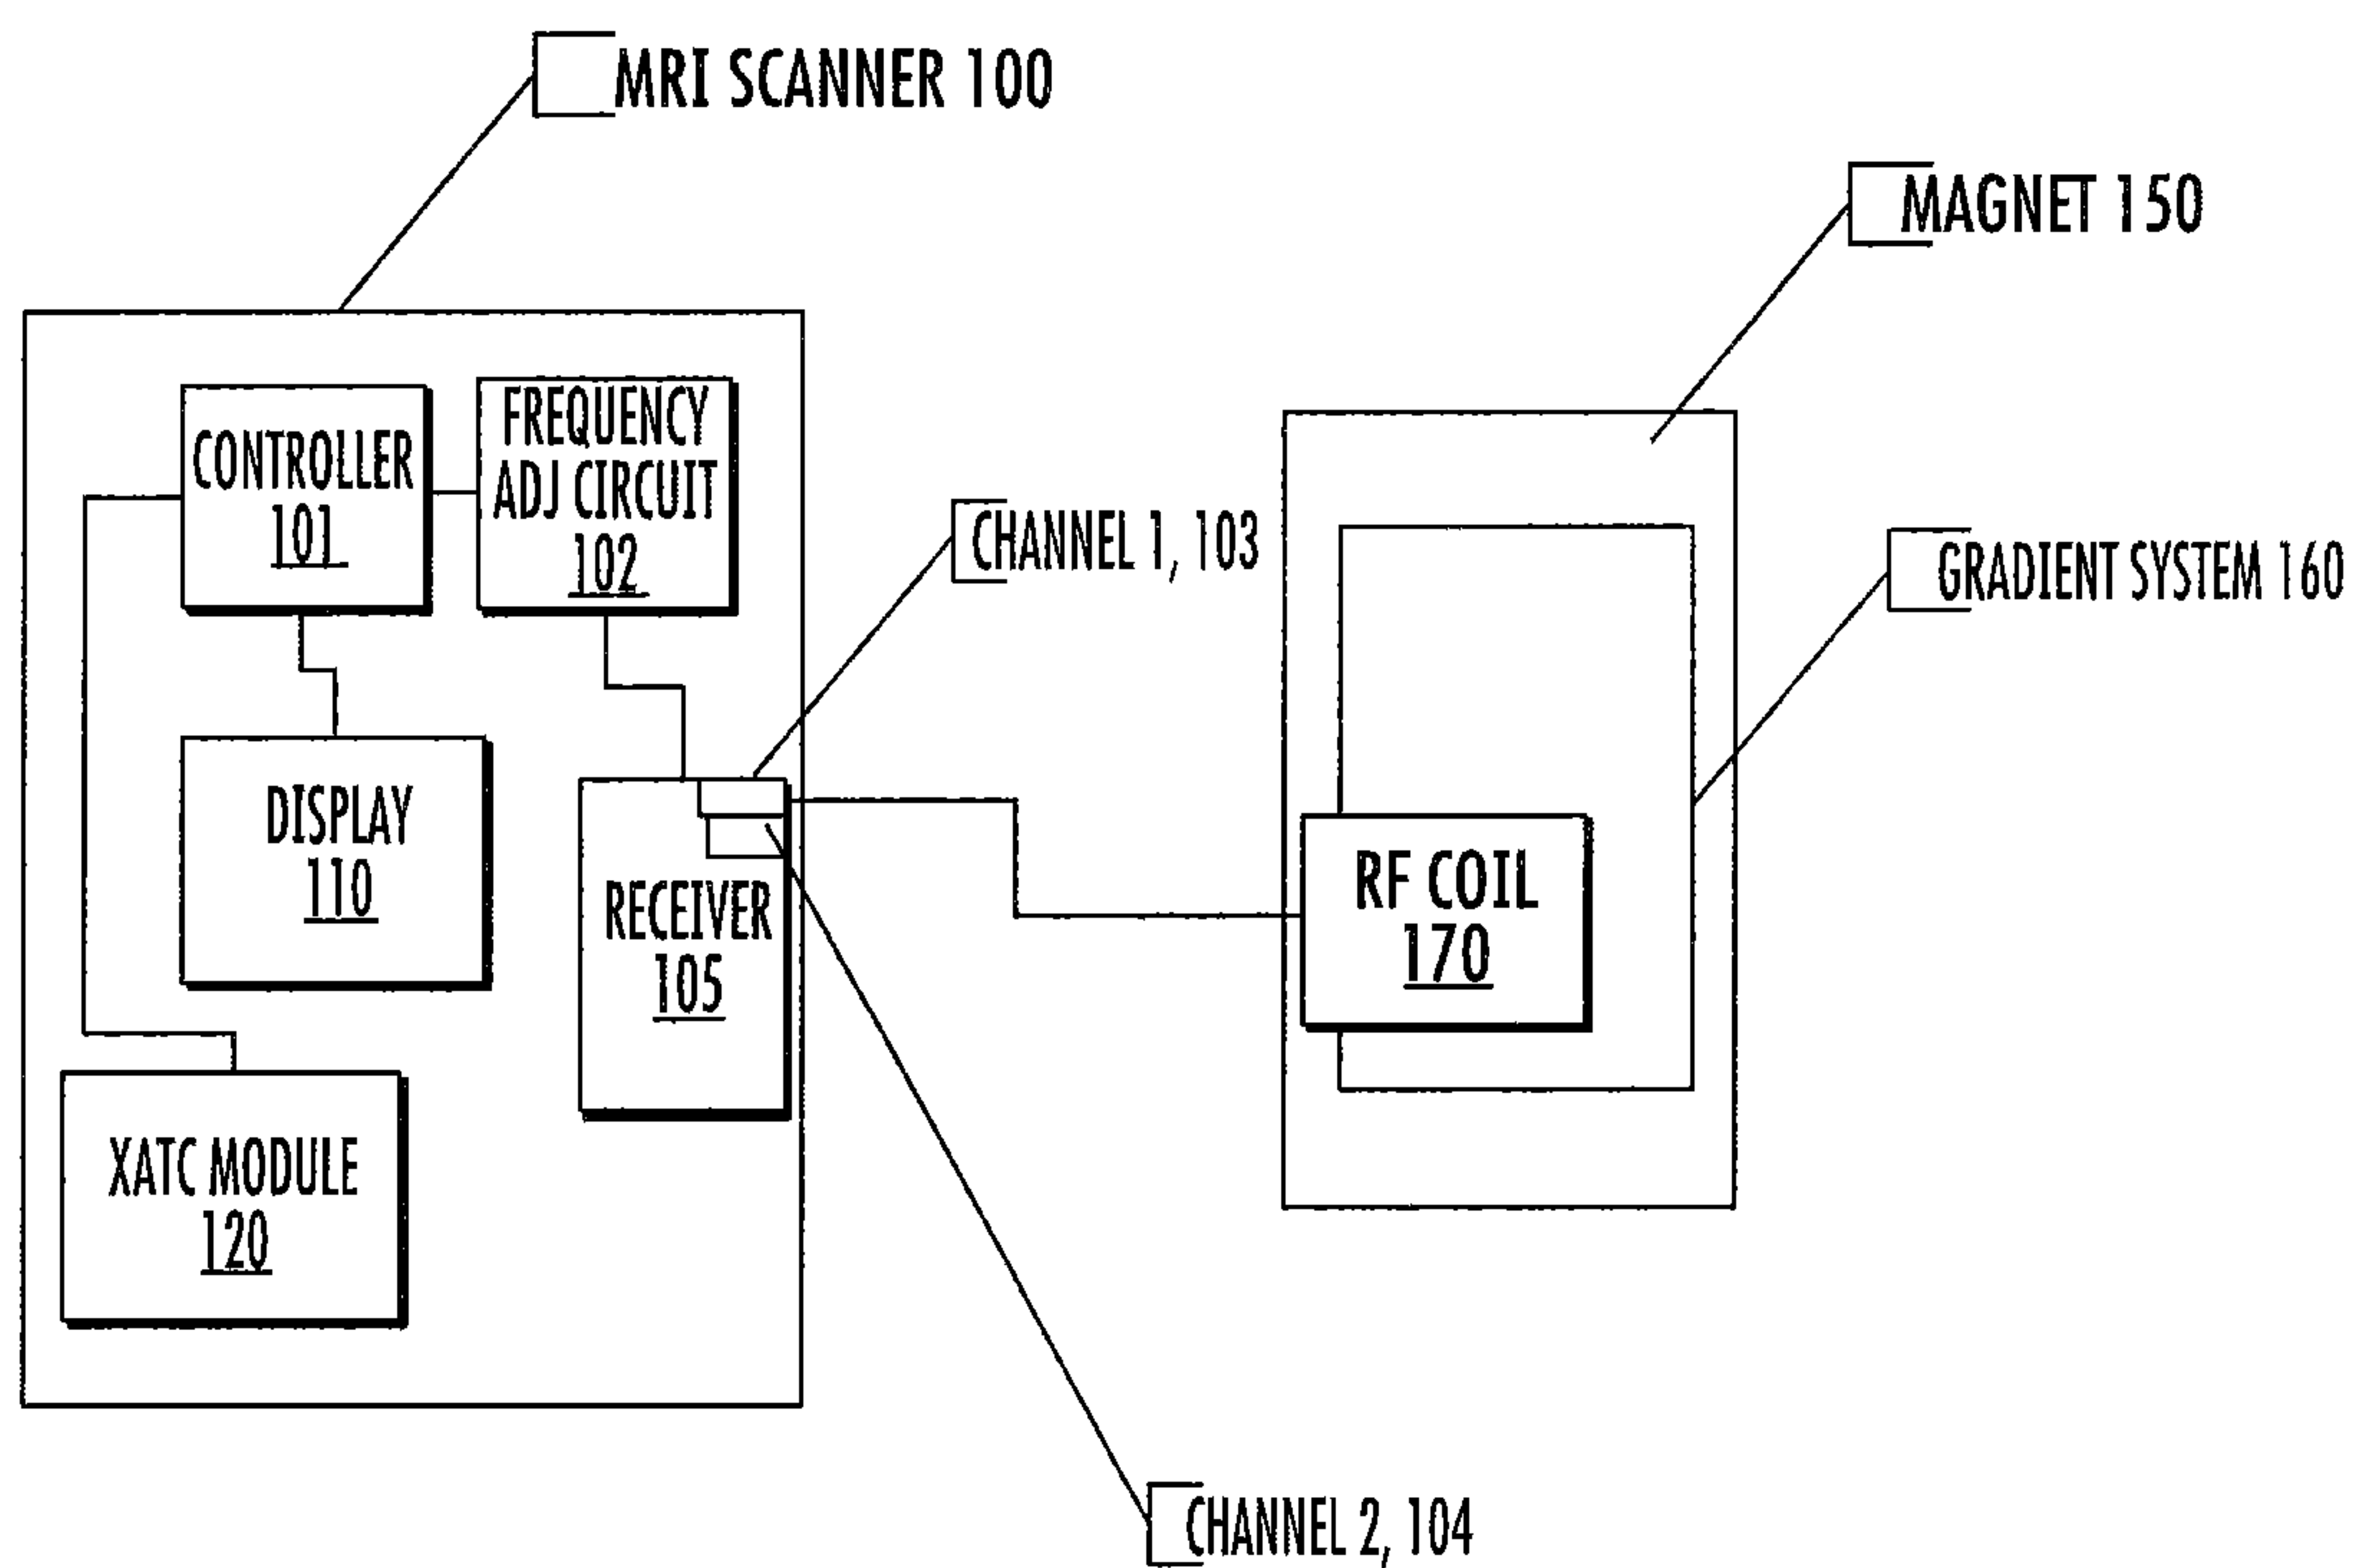 MRI SCANNER 100
MAGNET 150
CONTROLLER
101
FREQUENCY
ADJ CIRCUIT
102
CHANNEL 1, 103
GRADIENT SYSTEM 160
DISPLAY
110
RECEIVER
105
RF COIL
170
XATC MODULE
120
CHANNEL 2, 104